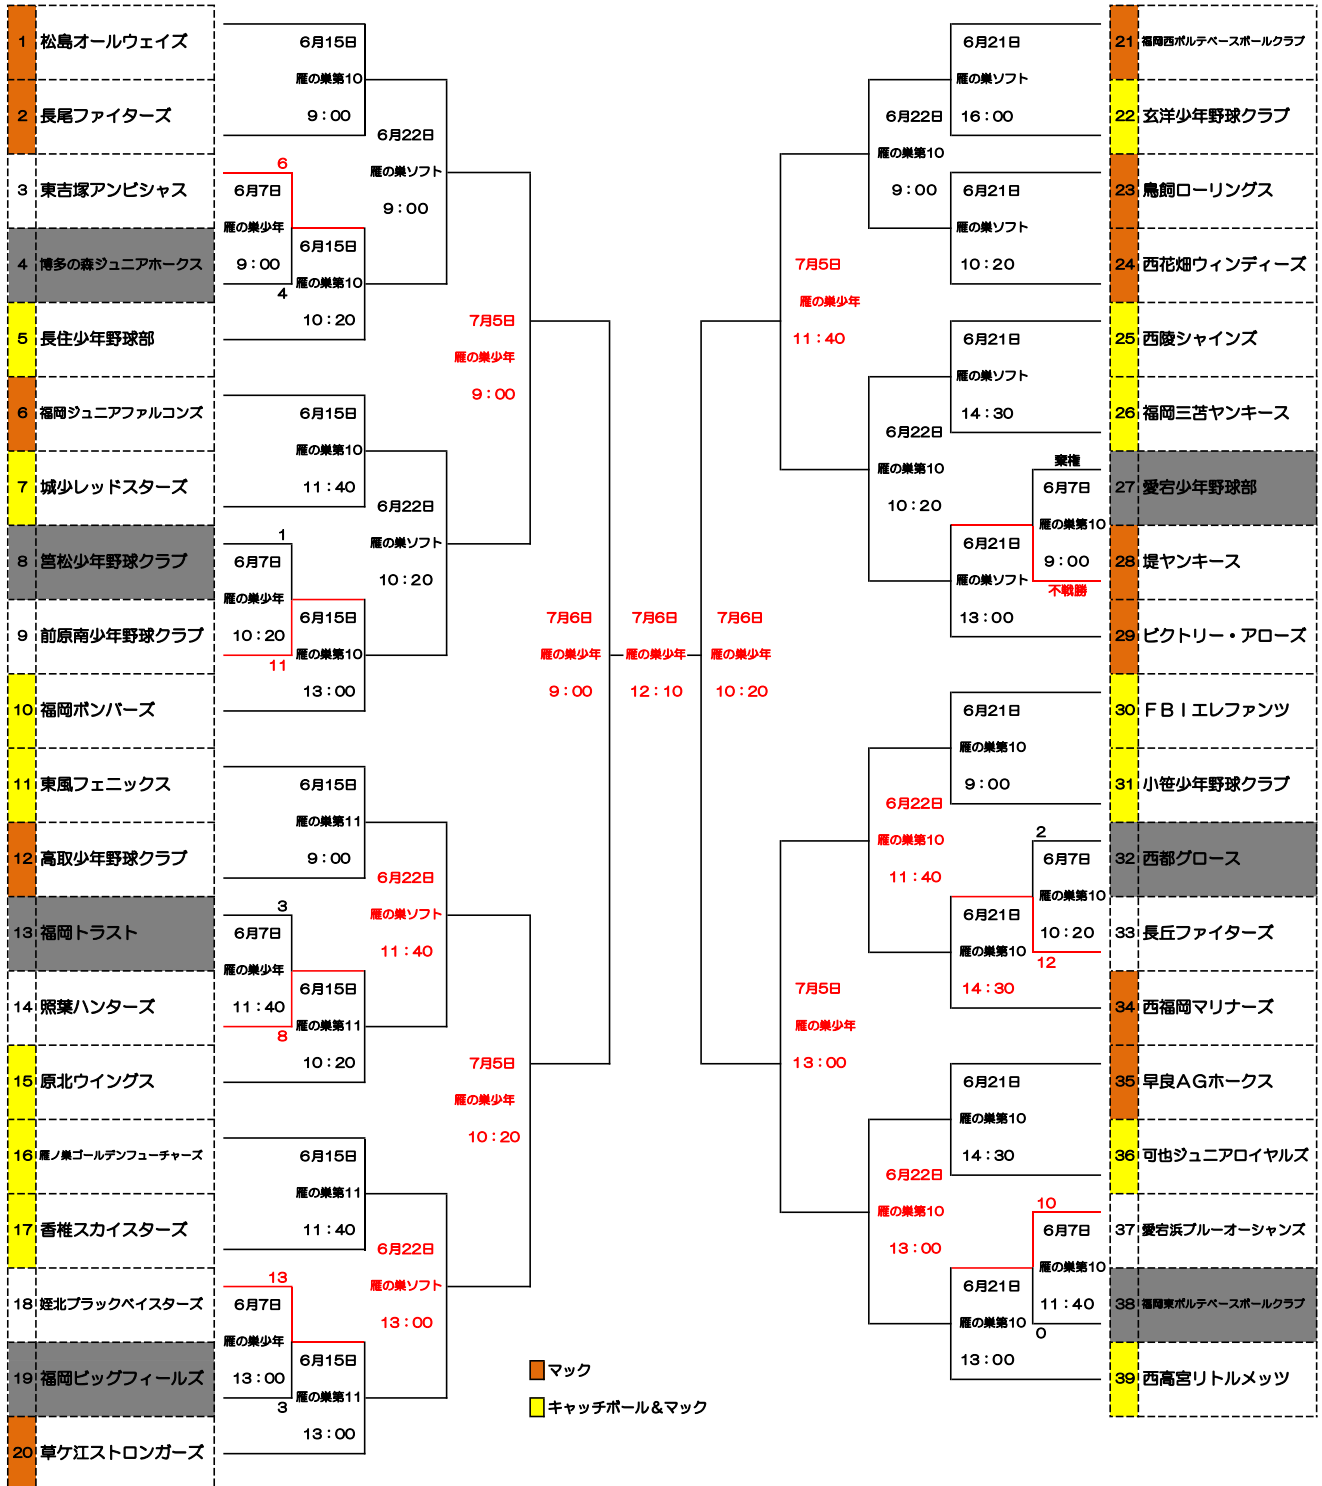 1 松島オールウェイズ
2 長尾ファイターズ
3 東吉塚アンビシャス
4 博多の森ジュニアホークス
5 長住少年野球部
6 福岡ジュニアファルコンズ
7 城少レッドスターズ
8 筥松少年野球クラブ
9 前原南少年野球クラブ
10 福岡ボンバーズ
11 東風フェニックス
12 高取少年野球クラブ
13 福岡トラスト
14 照葉ハンターズ
15 原北ウイングス
16 雁ノ巣ゴールデンフューチャーズ
17 香椎スカイスターズ
18 姪北ブラックベイスターズ
19 福岡ビッグフィールズ
20 草ケ江ストロンガーズ
6月15日
雁の巣第10
9：00
6
6月7日
雁の巣少年
9：00
4
6月15日
雁の巣第10
10：20
6月15日
雁の巣第10
11：40
1
6月7日
雁の巣少年
10：20
11
6月15日
雁の巣第10
13：00
6月15日
雁の巣第11
9：00
3
6月7日
雁の巣少年
11：40
8
6月15日
雁の巣第11
10：20
6月15日
雁の巣第11
11：40
13
6月7日
雁の巣少年
13：00
3
6月15日
雁の巣第11
13：00
6月22日
雁の巣ソフト
9：00
6月22日
雁の巣ソフト
10：20
6月22日
雁の巣ソフト
11：40
6月22日
雁の巣ソフト
13：00
7月5日
雁の巣少年
9：00
7月5日
雁の巣少年
10：20
7月6日
雁の巣少年
9：00
7月6日
雁の巣少年
12：10
7月6日
雁の巣少年
10：20
7月5日
雁の巣少年
11：40
7月5日
雁の巣少年
13：00
6月22日
雁の巣第10
9：00
6月22日
雁の巣第10
10：20
6月22日
雁の巣第10
11：40
6月22日
雁の巣第10
13：00
6月21日
雁の巣ソフト
16：00
6月21日
雁の巣ソフト
10：20
6月21日
雁の巣ソフト
14：30
棄権
6月7日
雁の巣第10
9：00
不戦勝
6月21日
雁の巣ソフト
13：00
6月21日
雁の巣第10
9：00
2
6月7日
雁の巣第10
10：20
12
6月21日
雁の巣第10
14：30
6月21日
雁の巣第10
14：30
10
6月7日
雁の巣第10
11：40
0
6月21日
雁の巣第10
13：00
21 福岡西ボルテベースボールクラブ
22 玄洋少年野球クラブ
23 鳥飼ローリングス
24 西花畑ウィンディーズ
25 西陵シャインズ
26 福岡三苫ヤンキース
27 愛宕少年野球部
28 堤ヤンキース
29 ビクトリー・アローズ
30 ＦＢＩエレファンツ
31 小笹少年野球クラブ
32 西都グロース
33 長丘ファイターズ
34 西福岡マリナーズ
35 早良ＡＧホークス
36 可也ジュニアロイヤルズ
37 愛宕浜ブルーオーシャンズ
38 福岡東ボルテベースボールクラブ
39 西高宮リトルメッツ
マック
キャッチボール＆マック